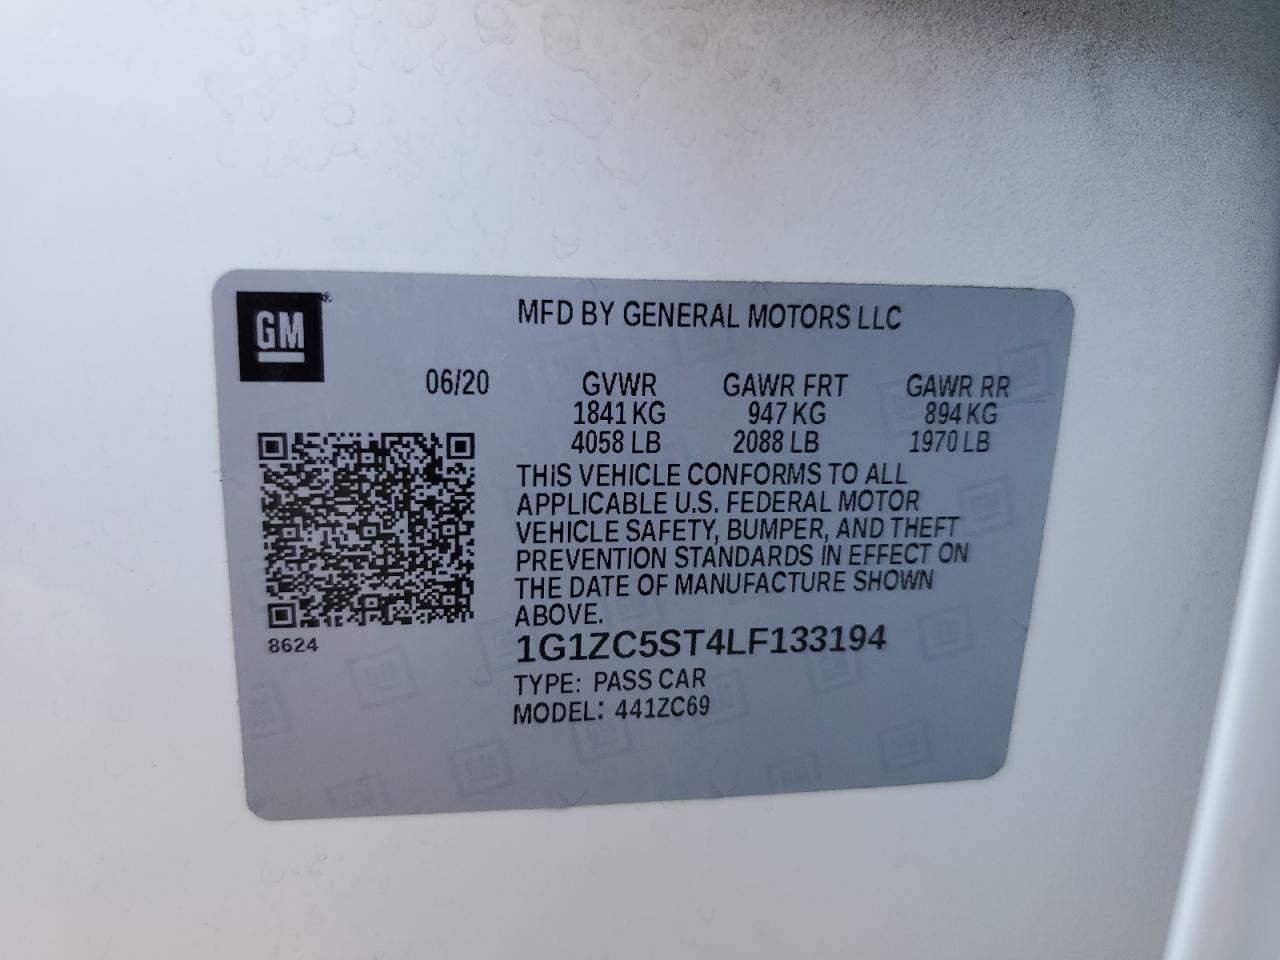 GM
MFD BY GENERAL MOTORS LLC
06/20 GVWR GAWR FRT GAWR RR
1841 KG 947 KG 894 KG
4058 LB 2088 LB 1970 LB
THIS VEHICLE CONFORMS TO ALL
APPLICABLE U.S. FEDERAL MOTOR
VEHICLE SAFETY, BUMPER, AND THEFT
PREVENTION STANDARDS IN EFFECT ON
THE DATE OF MANUFACTURE SHOWN
ABOVE.
8624
1G1ZC5ST4LF133194
TYPE: PASS CAR
MODEL: 441ZC69